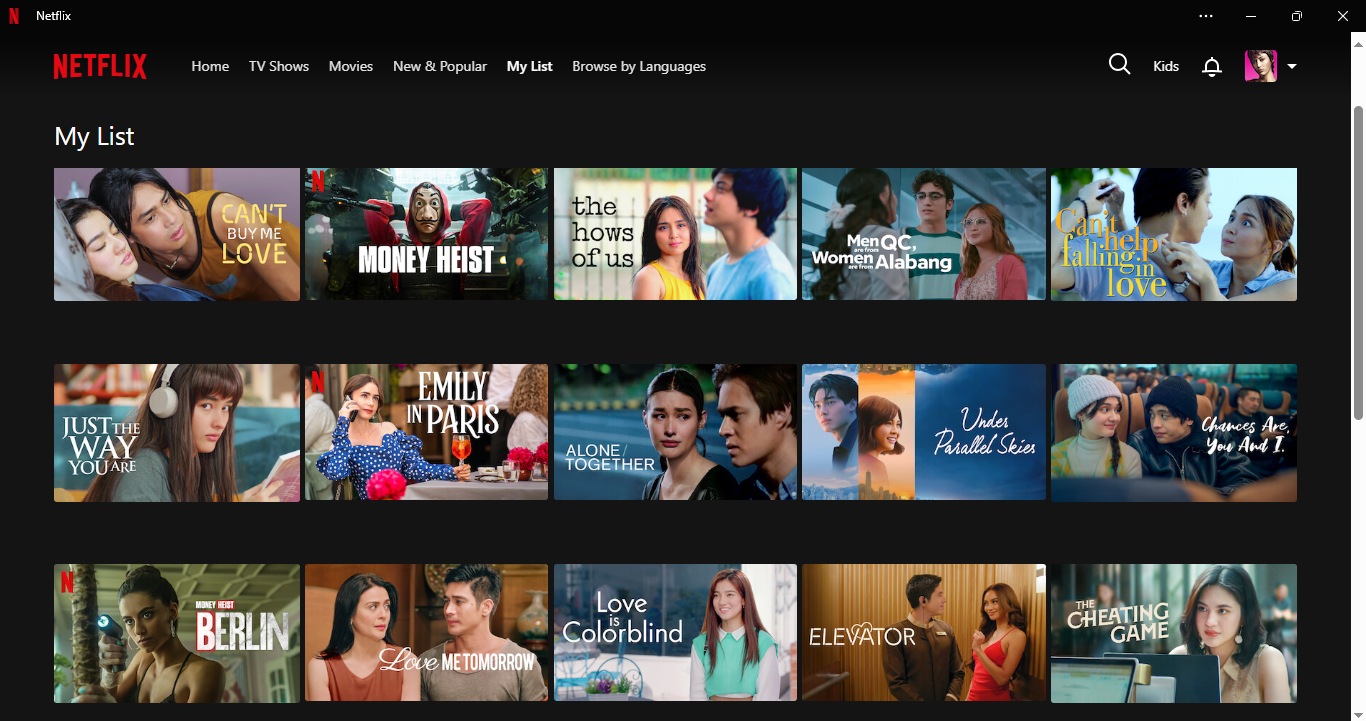 Netflix
NETFLIX
Home TV Shows Movies New & Popular My List Browse by Languages Kids
My List
CAN'T
BUY ME
LOVE
N
MONEY HEIST
the
hows
of us
Men QC,
are from
Women Alabang
are from
Can't
help
falling in
love
JUST THE
WAY
YOU ARE
N
EMILY
IN PARIS
ALONE/
TOGETHER
Under
Parallel Skies
Chances Are,
You And I.
N
MONEY HEIST
BERLIN
Love ME TOMORROW
Love
is
Colorblind
ELEVATOR
THE
CHEATING
GAME